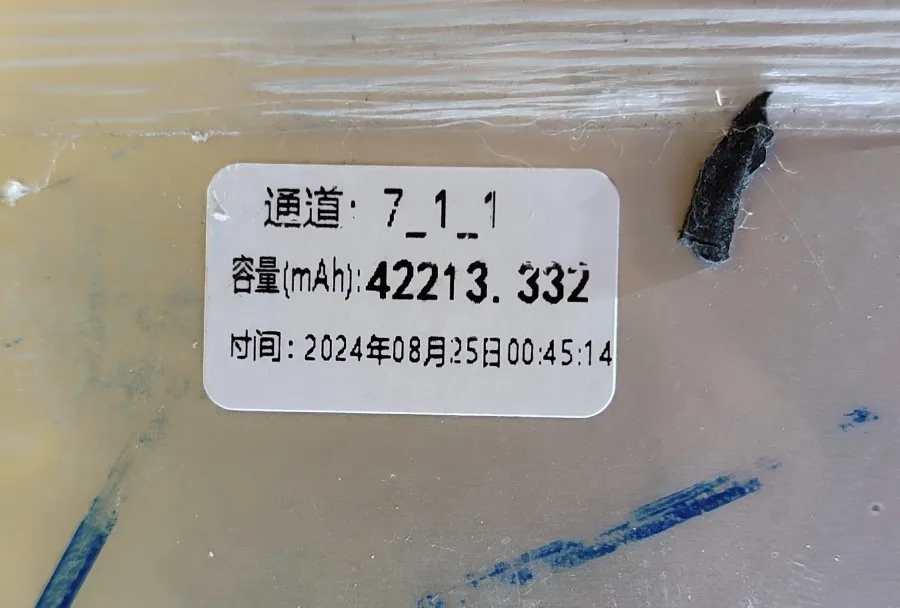 通道: 7_1_1
容量(mAh):42213.332
时间: 2024年08月25日00:45:14